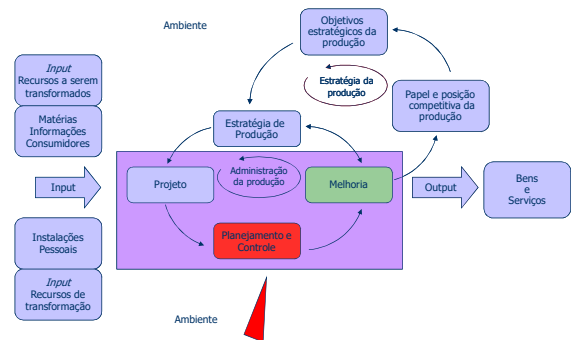 Ambiente
Objetivos
estratégicos da
produção
Input
Recursos a serem
transformados
Estratégia da
produção
Papel e posição
competitiva da
produção
Matérias
Informações
Consumidores
Estratégia de
Produção
Input
Projeto
Administração
da produção
Melhoria
Output
Bens
e
Serviços
Instalações
Pessoais
Planejamento e
Controle
Input
Recursos de
transformação
Ambiente